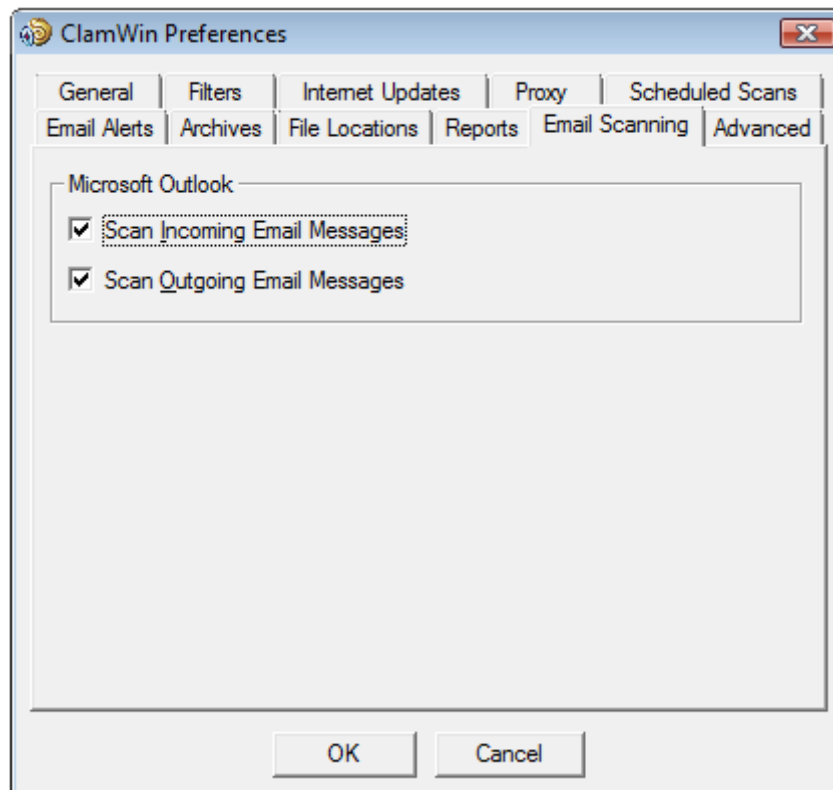 ClamWin Preferences
General Filters Internet Updates Proxy Scheduled Scans
Email Alerts Archives File Locations Reports Email Scanning Advanced
Microsoft Outlook
Scan Incoming Email Messages
Scan Outgoing Email Messages
OK Cancel